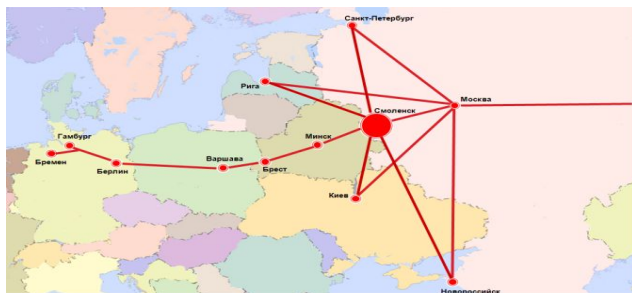 Санкт-Петербург
Рига
Москва
Смоленск
Гамбург
Минск
Бремен
Варшава
Берлин
Брест
Киев
Новороссийск